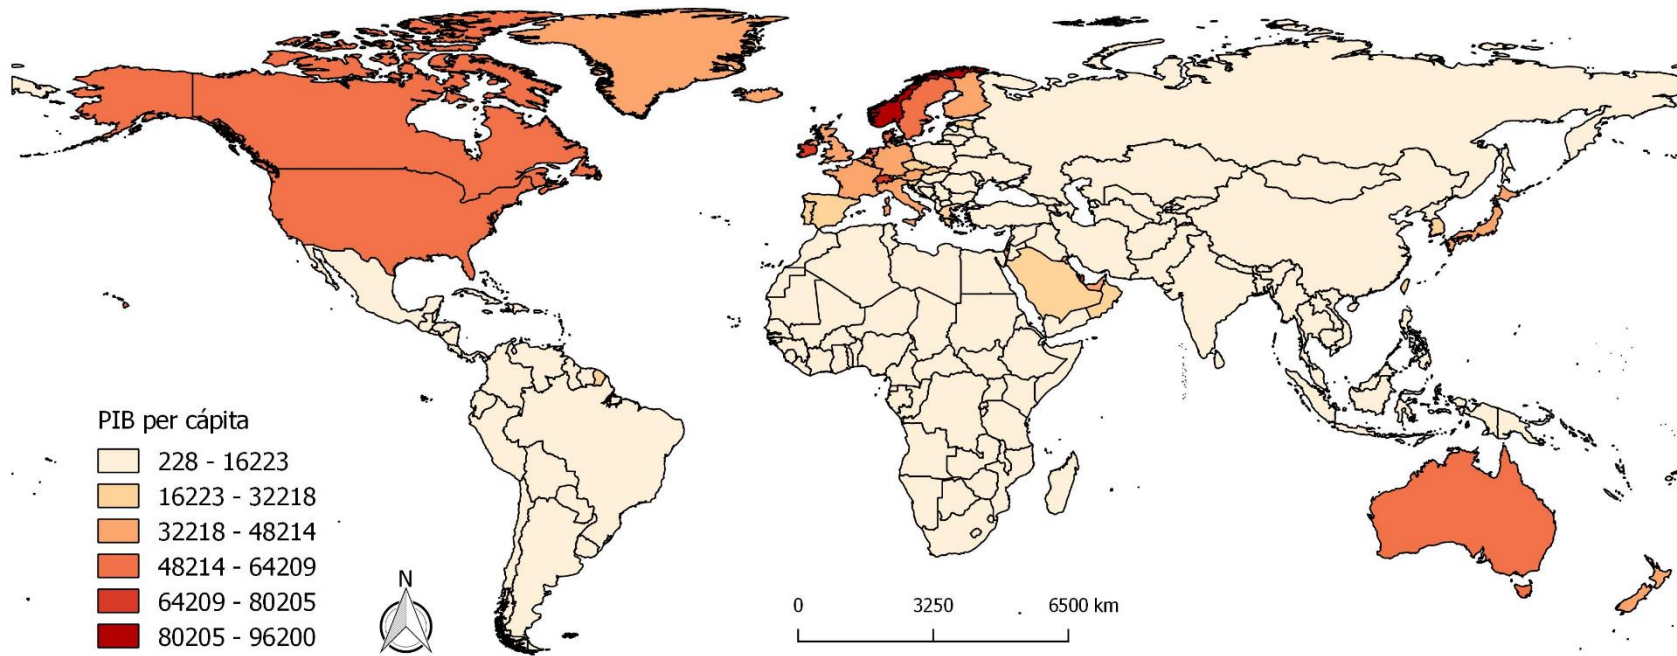 PIB per cápita
228 - 16223
16223 - 32218
32218 - 48214
48214 - 64209
64209 - 80205
80205 - 96200
N
0 3250 6500 km